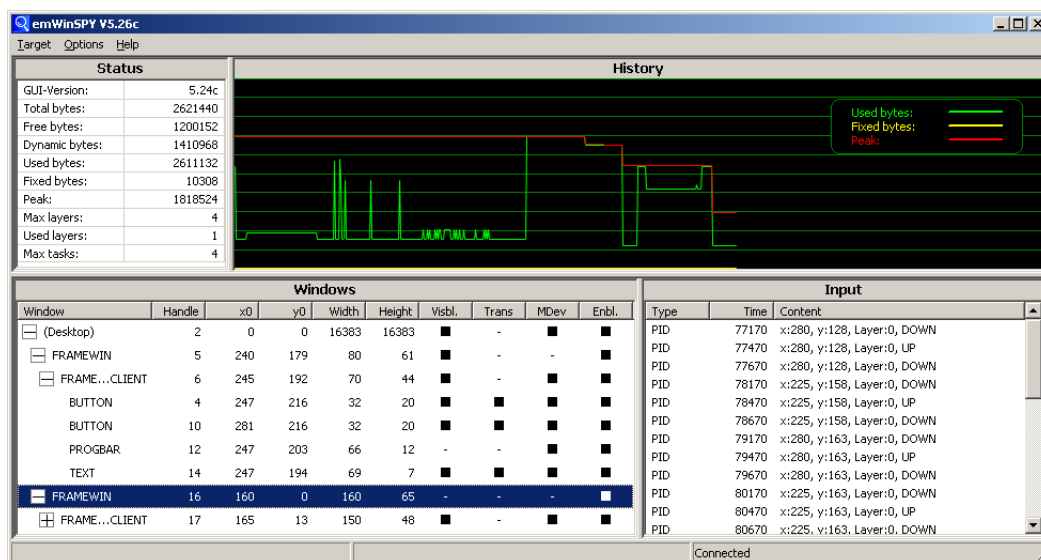 emWinSPY V5.26c
Target Options Help
Status
GUI-Version: 5.24c
Total bytes: 2621440
Free bytes: 1200152
Dynamic bytes: 1410968
Used bytes: 2611132
Fixed bytes: 10308
Peak: 1818524
Max layers: 4
Used layers: 1
Max tasks: 4
History
Used bytes:
Fixed bytes:
Peak:
Windows
Window Handle x0 y0 Width Height Visbl. Trans MDev Enbl.
(Desktop) 2 0 0 16383 16383 -
FRAMEWIN 5 240 179 80 61 - -
FRAME...CLIENT 6 245 192 70 44 -
BUTTON 4 247 216 32 20
BUTTON 10 281 216 32 20
PROGBAR 12 247 203 66 12 - -
TEXT 14 247 194 69 7
FRAMEWIN 16 160 0 160 65 - - -
FRAME...CLIENT 17 165 13 150 48 -
Input
Type Time Content
PID 77170 x:280, y:128, Layer:0, DOWN
PID 77470 x:280, y:128, Layer:0, UP
PID 77670 x:280, y:128, Layer:0, DOWN
PID 78170 x:225, y:158, Layer:0, DOWN
PID 78470 x:225, y:158, Layer:0, UP
PID 78670 x:225, y:158, Layer:0, DOWN
PID 79170 x:280, y:163, Layer:0, DOWN
PID 79470 x:280, y:163, Layer:0, UP
PID 79670 x:280, y:163, Layer:0, DOWN
PID 80170 x:225, y:163, Layer:0, DOWN
PID 80470 x:225, y:163, Layer:0, UP
PID 80670 x:225, y:163, Layer:0, DOWN
Connected